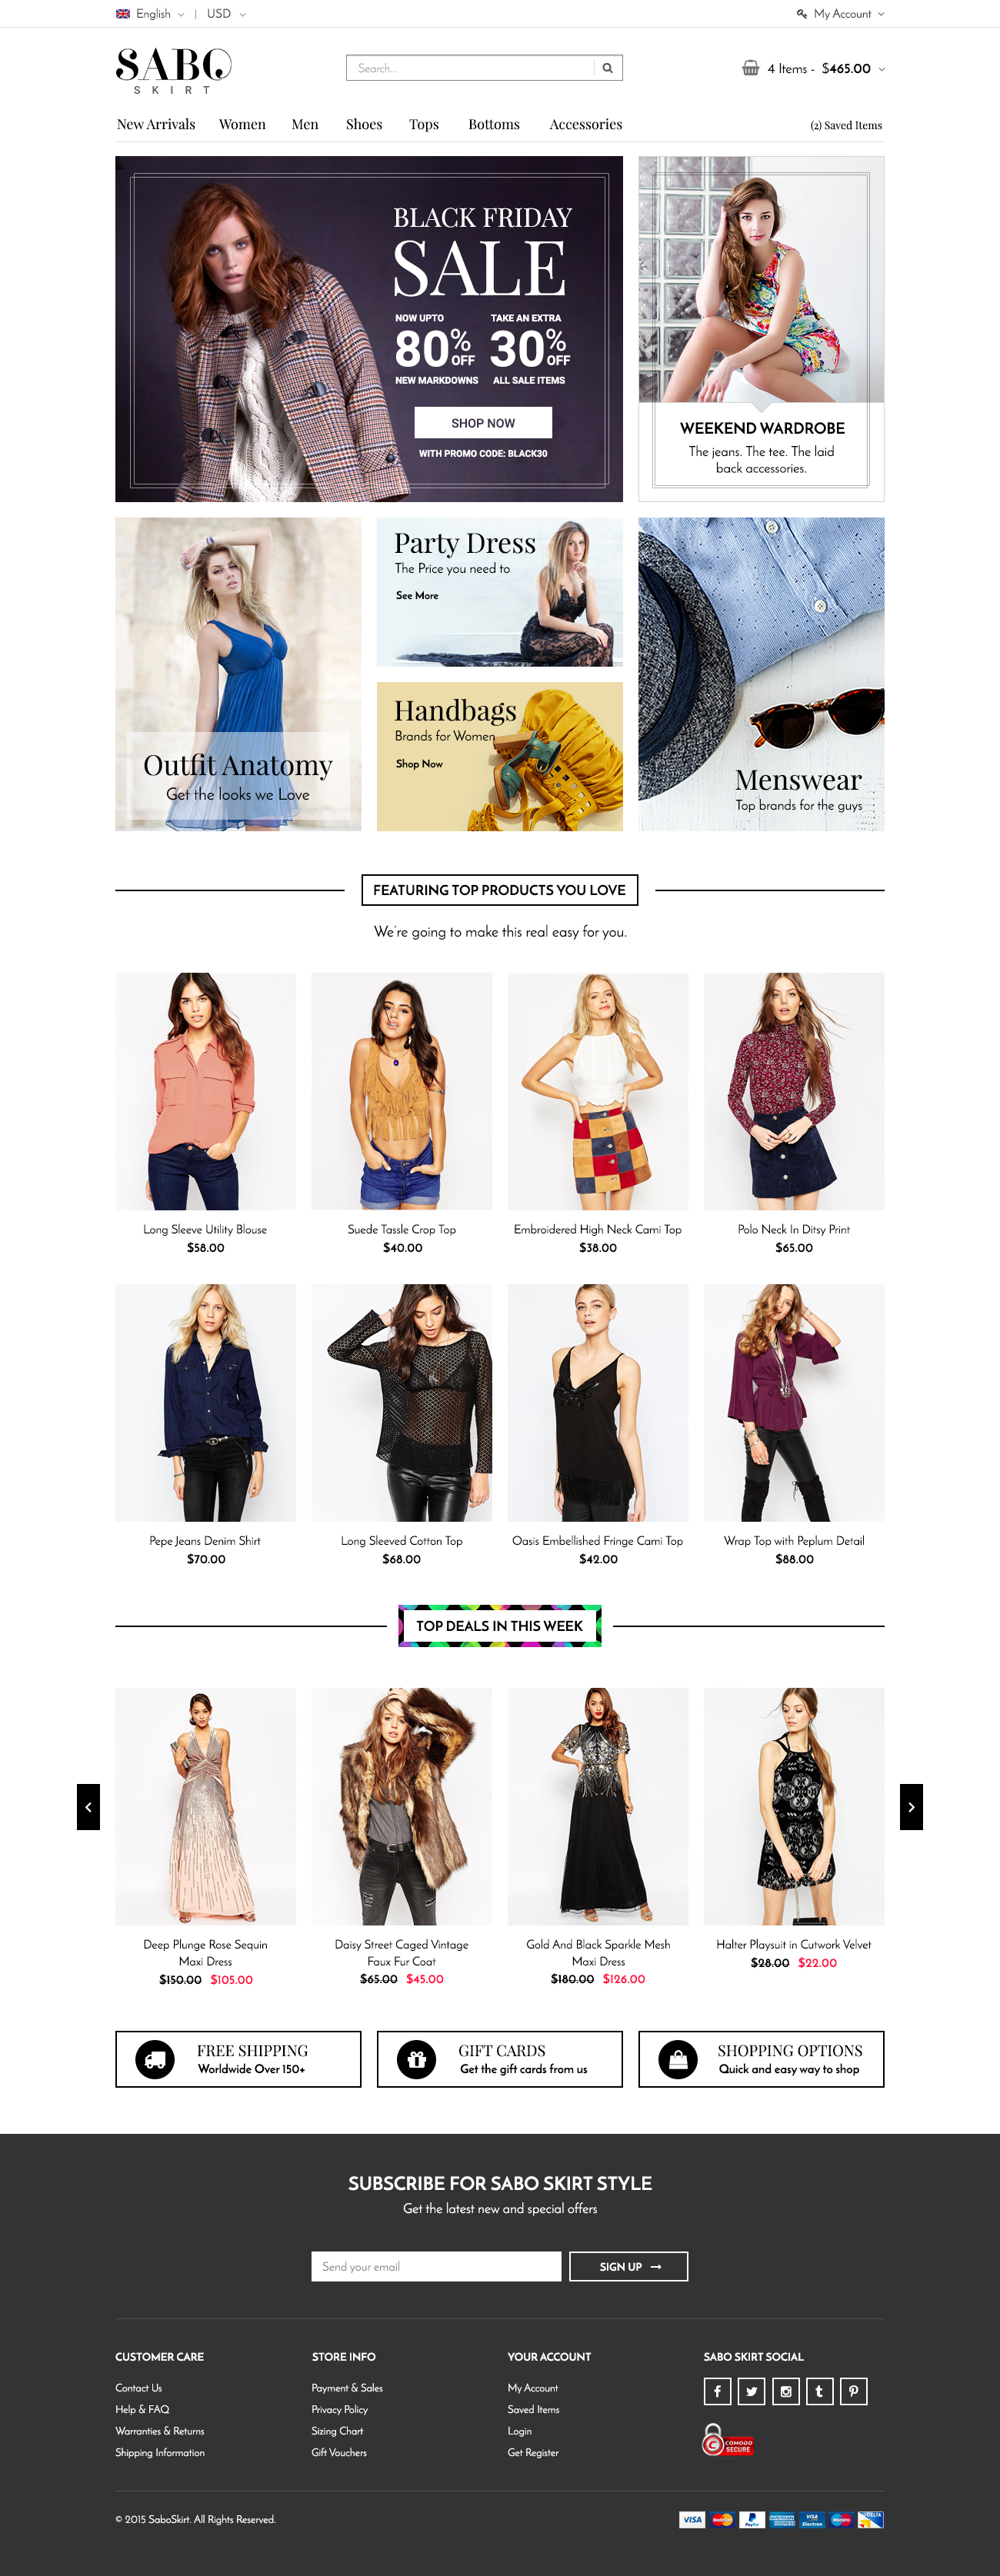 English | USD
My Account
SABO
SKIRT
Search...
4 Items - $465.00
New Arrivals Women Men Shoes Tops Bottoms Accessories
(2) Saved Items
BLACK FRIDAY
SALE
NOW UPTO TAKE AN EXTRA
80% OFF 30% OFF
NEW MARKDOWNS ALL SALE ITEMS
SHOP NOW
WITH PROMO CODE: BLACK30
WEEKEND WARDROBE
The jeans. The tee. The laid
back accessories.
Outfit Anatomy
Get the looks we Love
Party Dress
The Price you need to
See More
Handbags
Brands for Women
Shop Now
Menswear
Top brands for the guys
FEATURING TOP PRODUCTS YOU LOVE
We're going to make this real easy for you.
Long Sleeve Utility Blouse
$58.00
Suede Tassle Crop Top
$40.00
Embroidered High Neck Cami Top
$38.00
Polo Neck In Ditsy Print
$65.00
Pepe Jeans Denim Shirt
$70.00
Long Sleeved Cotton Top
$68.00
Oasis Embellished Fringe Cami Top
$42.00
Wrap Top with Peplum Detail
$88.00
TOP DEALS IN THIS WEEK
Deep Plunge Rose Sequin
Maxi Dress
$150.00 $105.00
Daisy Street Caged Vintage
Faux Fur Coat
$65.00 $45.00
Gold And Black Sparkle Mesh
Maxi Dress
$180.00 $126.00
Halter Playsuit in Cutwork Velvet
$28.00 $22.00
FREE SHIPPING
Worldwide Over 150+
GIFT CARDS
Get the gift cards from us
SHOPPING OPTIONS
Quick and easy way to shop
SUBSCRIBE FOR SABO SKIRT STYLE
Get the latest new and special offers
Send your email
SIGN UP
CUSTOMER CARE
Contact Us
Help & FAQ
Warranties & Returns
Shipping Information
STORE INFO
Payment & Sales
Privacy Policy
Sizing Chart
Gift Vouchers
YOUR ACCOUNT
My Account
Saved Items
Login
Get Register
SABO SKIRT SOCIAL
COMODO
SECURE
© 2015 SaboSkirt. All Rights Reserved.
VISA MasterCard PayPal AMERICAN EXPRESS VISA Electron Maestro DELTA